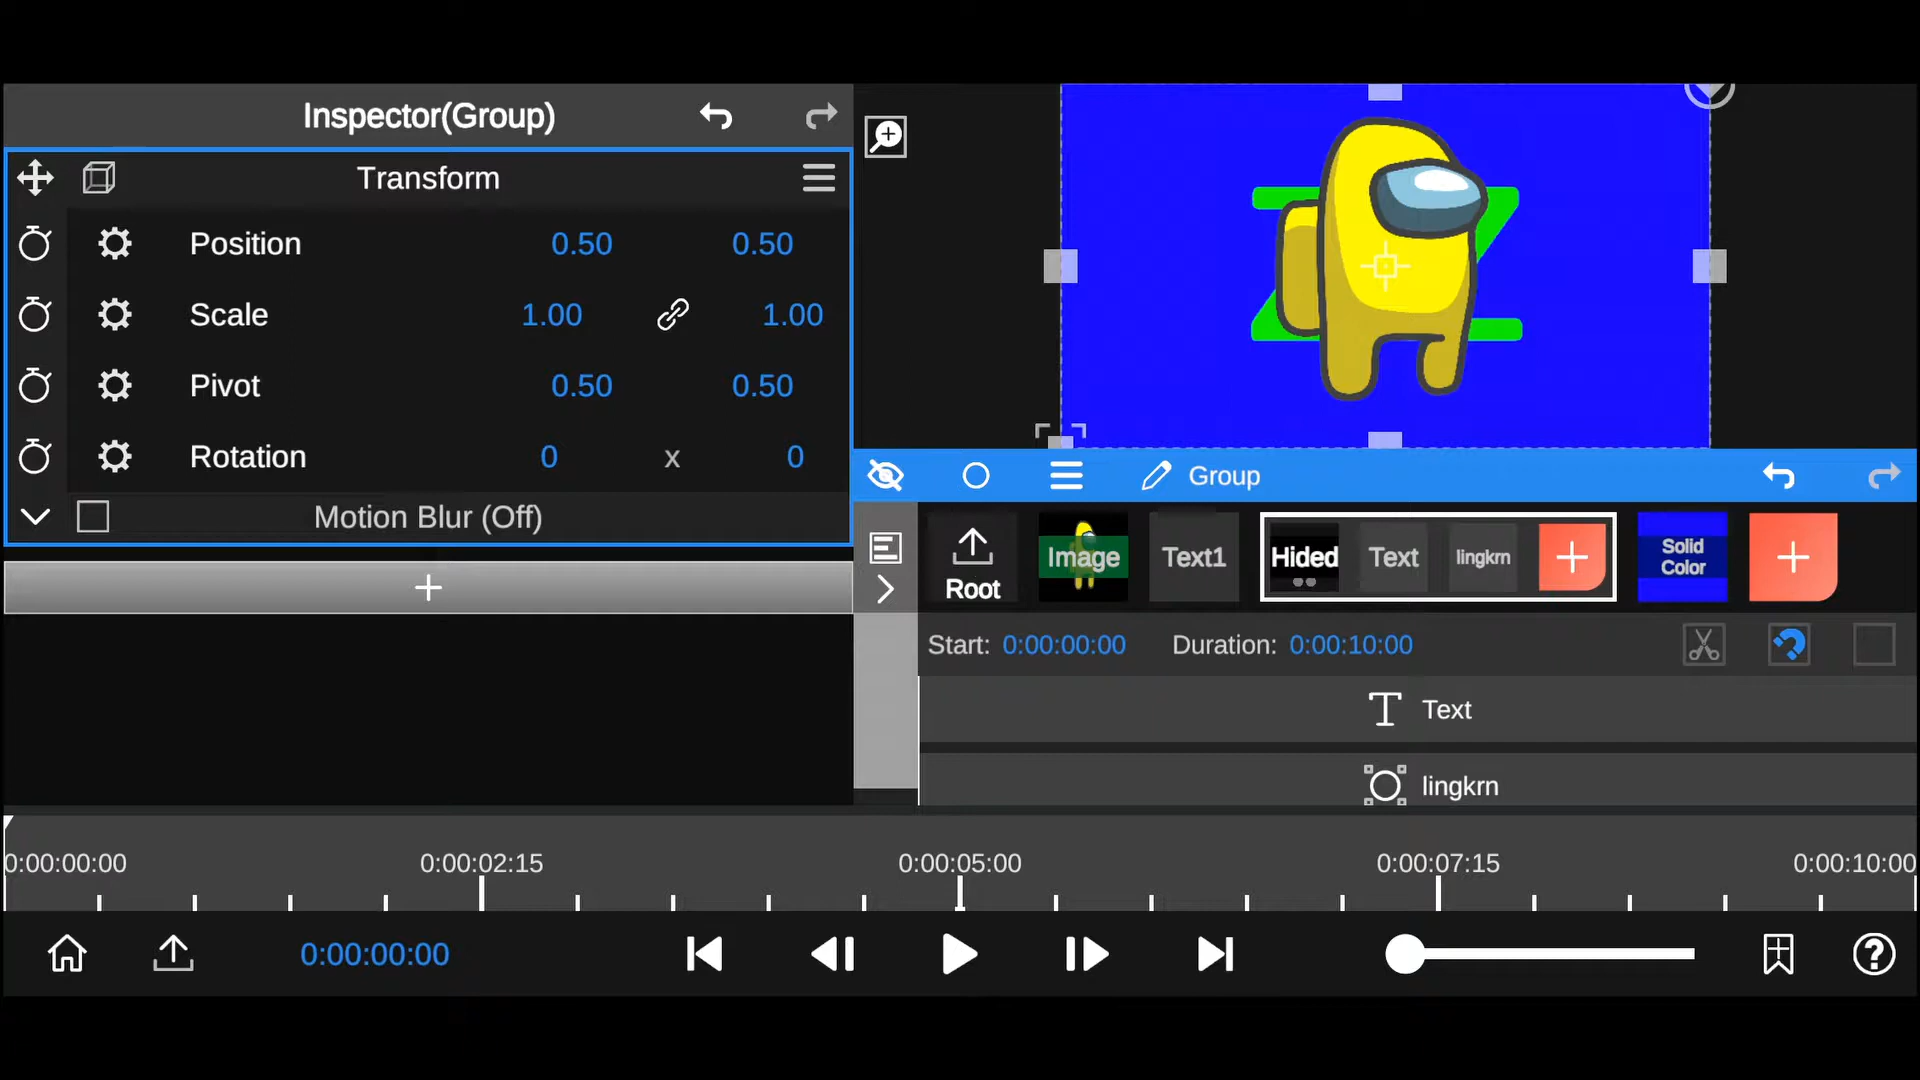 Inspector(Group)
Transform
Position 0.50 0.50
Scale 1.00 1.00
Pivot 0.50 0.50
Rotation 0 x 0
Motion Blur (Off)
Group
Root
Image
Text1
Hided
Text
lingkrn
Solid
Color
Start: 0:00:00:00 Duration: 0:00:10:00
Text
lingkrn
0:00:00:00 0:00:02:15 0:00:05:00 0:00:07:15 0:00:10:00
0:00:00:00